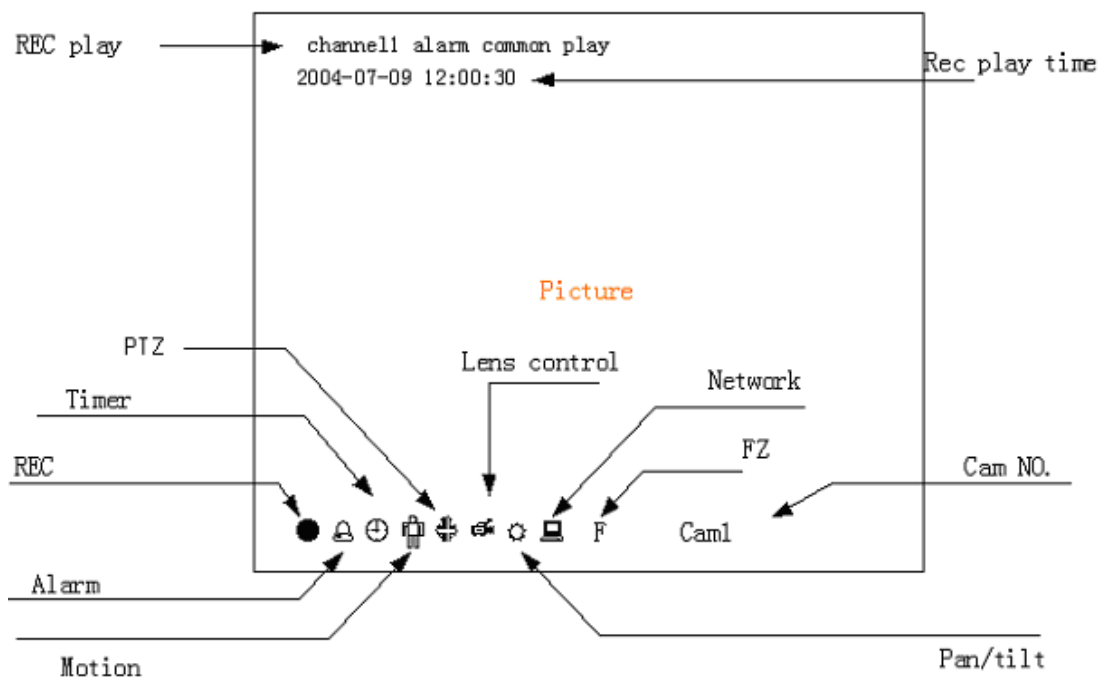 REC play
channel1 alarm common play
2004-07-09 12:00:30
Rec play time
Picture
PTZ
Lens control
Network
Timer
FZ
REC
Cam NO.
F
Cam1
Alarm
Motion
Pan/tilt